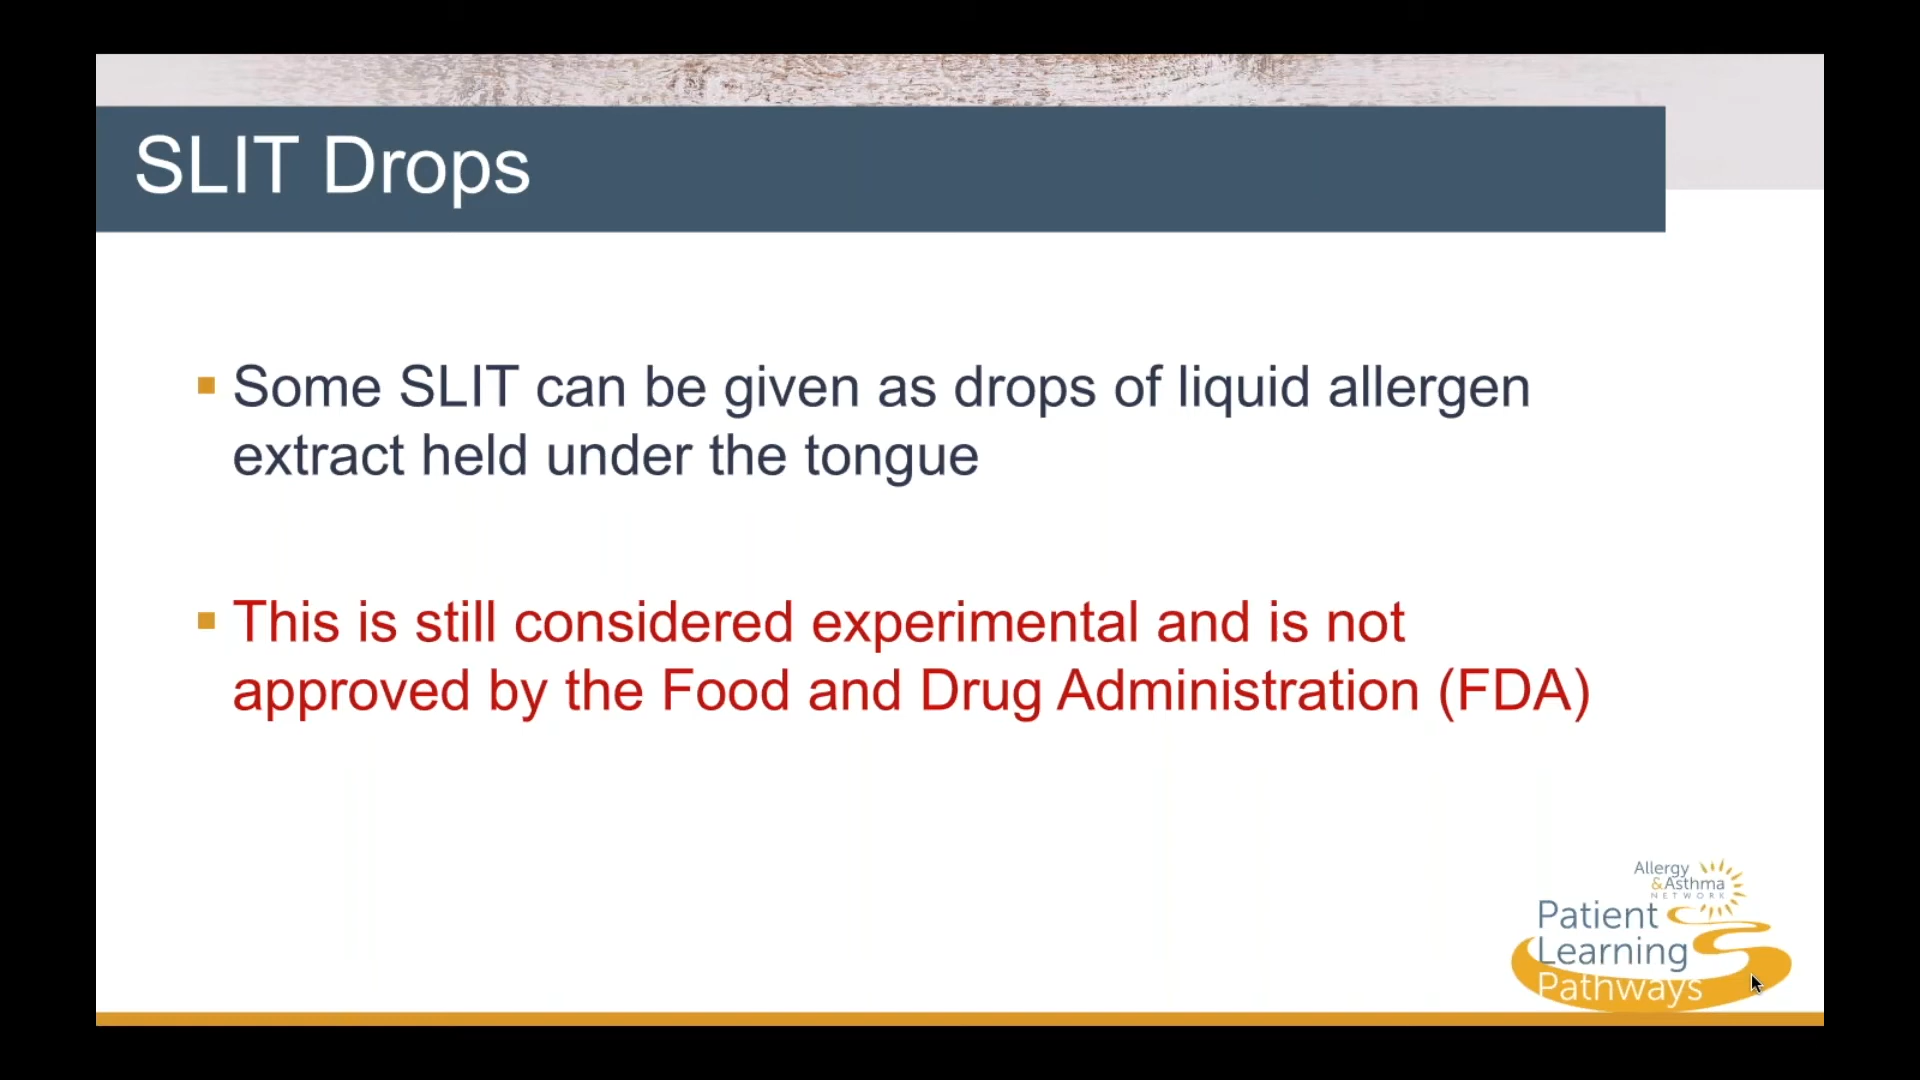 SLIT Drops
Some SLIT can be given as drops of liquid allergen
extract held under the tongue
This is still considered experimental and is not
approved by the Food and Drug Administration (FDA)
Allergy
&Asthma
NETWORK
Patient
Learning
Pathways